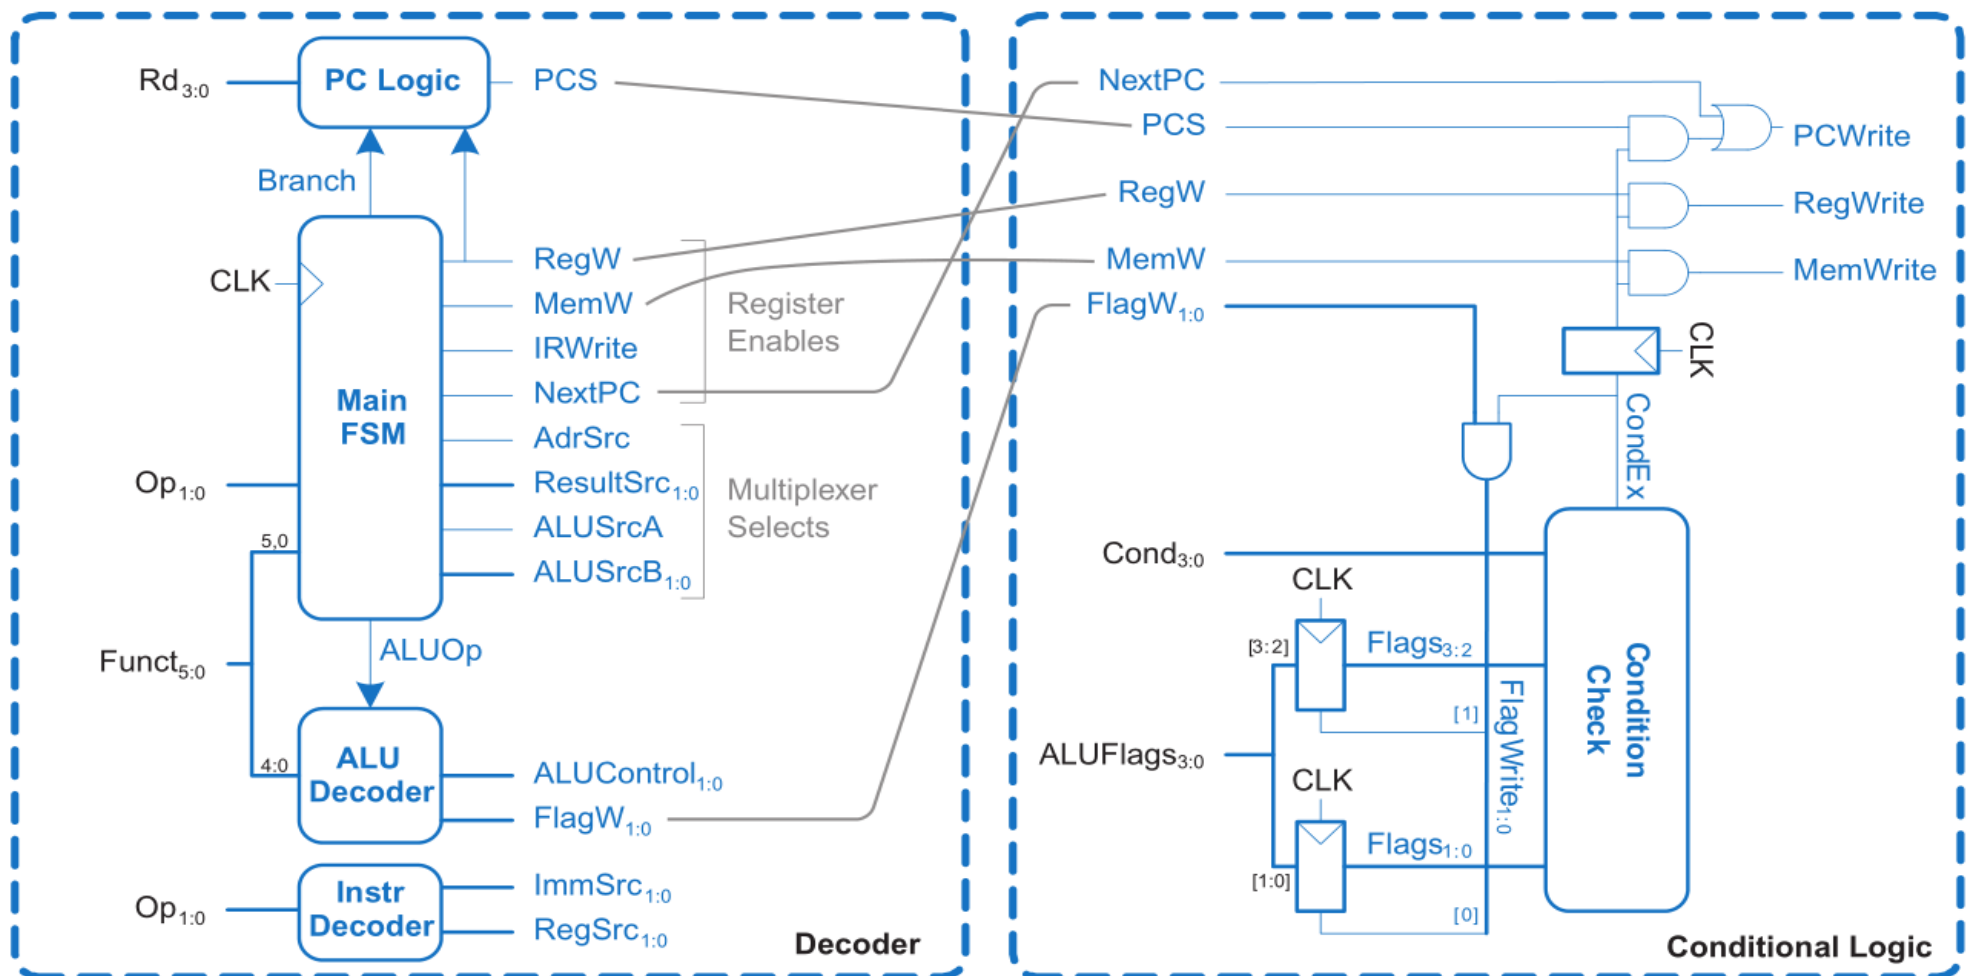 Rd3:0
PC Logic
PCS
Branch
CLK
Main
FSM
RegW
MemW
IRWrite
NextPC
Register
Enables
AdrSrc
ResultSrc1:0
ALUSrcA
ALUSrcB1:0
Multiplexer
Selects
Op1:0
5,0
Funct5:0
ALUOp
4:0
ALU
Decoder
ALUControl1:0
FlagW1:0
Op1:0
Instr
Decoder
ImmSrc1:0
RegSrc1:0
Decoder
NextPC
PCS
RegW
MemW
FlagW1:0
PCWrite
RegWrite
MemWrite
CLK
CondEx
Cond3:0
CLK
[3:2]
Flags3:2
[1]
FlagWrite1:0
ALUFlags3:0
CLK
[1:0]
Flags1:0
[0]
Condition
Check
Conditional Logic